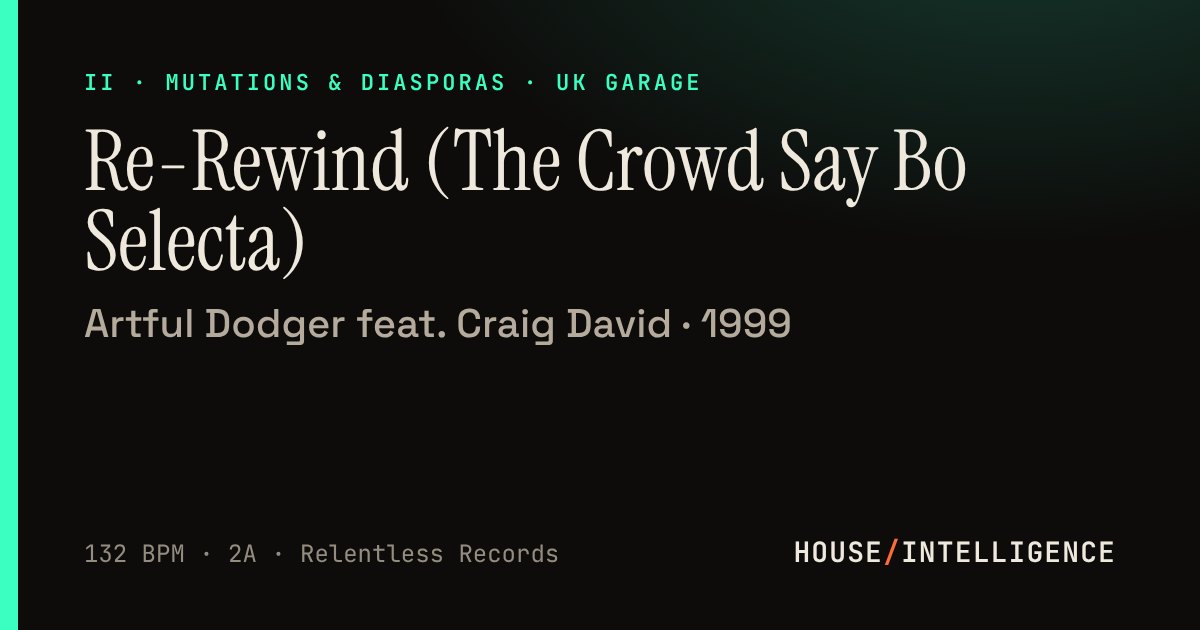 II · MUTATIONS & DIASPORAS · UK GARAGE
Re-Rewind (The Crowd Say Bo
Selecta)
Artful Dodger feat. Craig David · 1999
132 BPM · 2A · Relentless Records
HOUSE/INTELLIGENCE